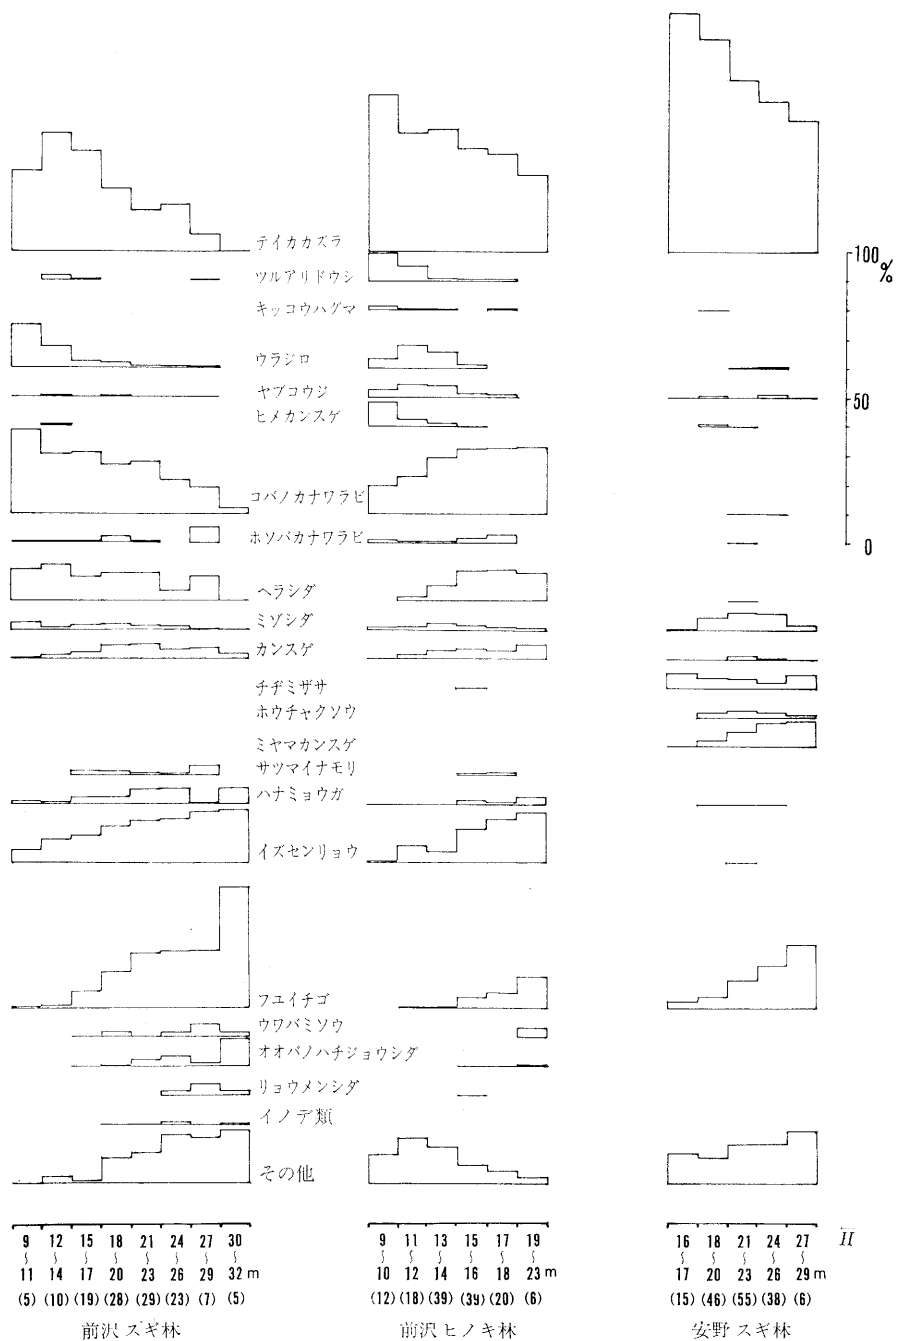 テイカカズラ
100 %
ツルアリドウシ
キッコウハグマ
ウラジロ
ヤブコウジ
50
ヒメカンスゲ
コバノカナワラビ
ホソバカナワラビ
0
ヘラシダ
ミゾシダ
カンスゲ
チヂミザサ
ホウチャクソウ
ミヤマカンスゲ
サツマイナモリ
ハナミョウガ
イズセンリョウ
フユイチゴ
ウワバミソウ
オオバノハチジョウシダ
リョウメンシダ
イノデ類
その他
9 12 15 18 21 24 27 30 9 11 13 15 17 19 16 18 21 24 27 H
~ ~ ~ ~ ~ ~ ~ ~ ~ ~ ~ ~ ~ ~ ~ ~ ~ ~ ~
11 14 17 20 23 26 29 32 m 10 12 14 16 18 23 m 17 20 23 26 29 m
(5) (10) (19) (28) (29) (23) (7) (5) (12) (18) (39) (39) (20) (6) (15) (46) (55) (38) (6)
前沢 スギ林 前沢 ヒノキ林 安野 スギ林